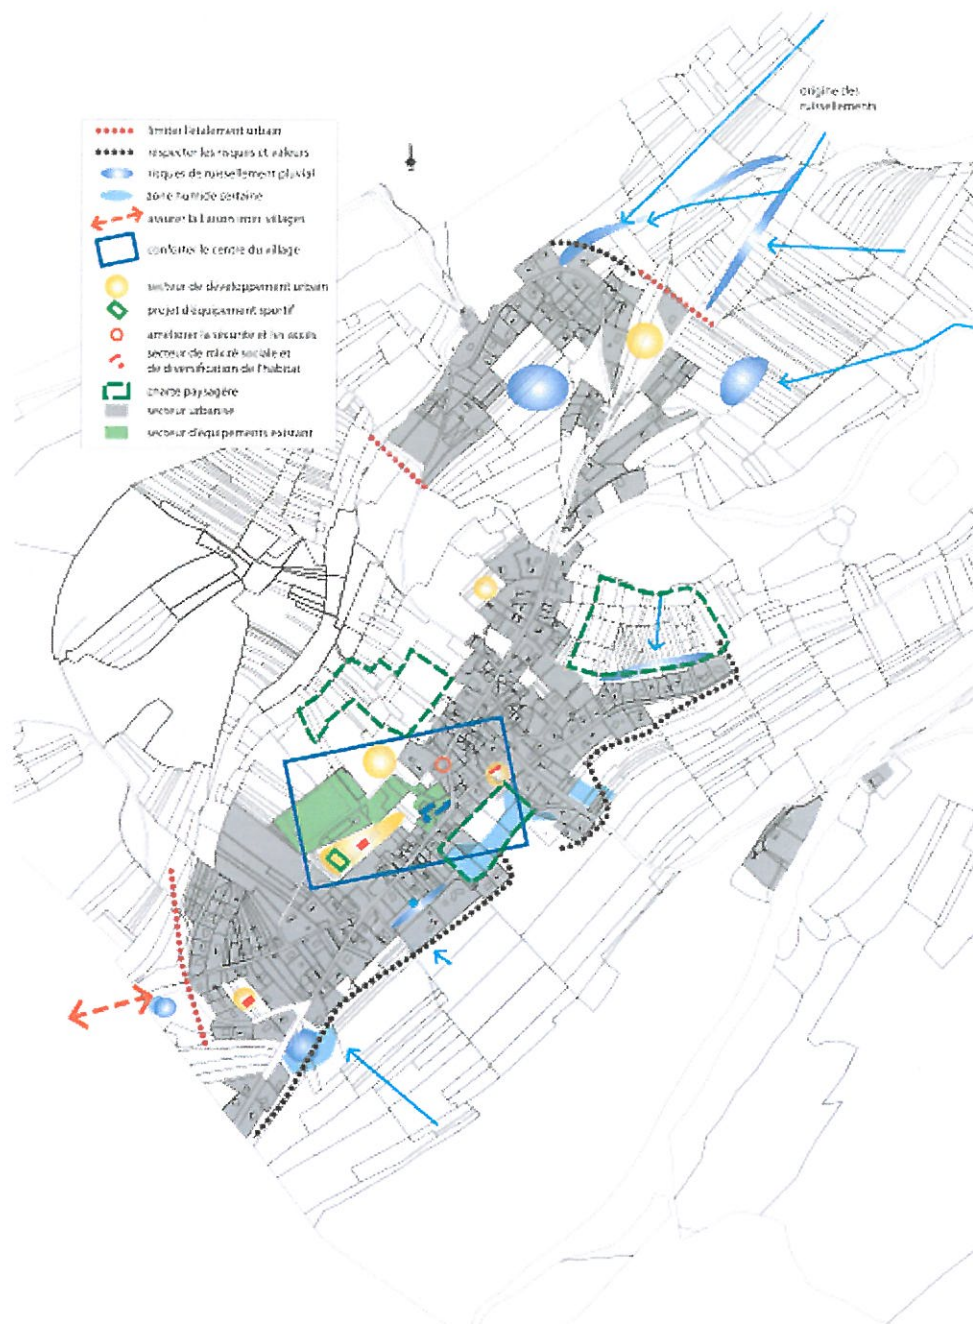 origine des
ruissellements
limiter l'étalement urbain
respecter les risques et valeurs
risques de ruissellement pluvial
zone humide certaine
assurer la liaison inter villages
conforter le centre du village
secteur de développement urbain
projet d'équipement sportif
améliorer la sécurité et les accès
secteur de mixité sociale et
de diversification de l'habitat
charte paysagère
secteur urbanisé
secteur d'équipements existant